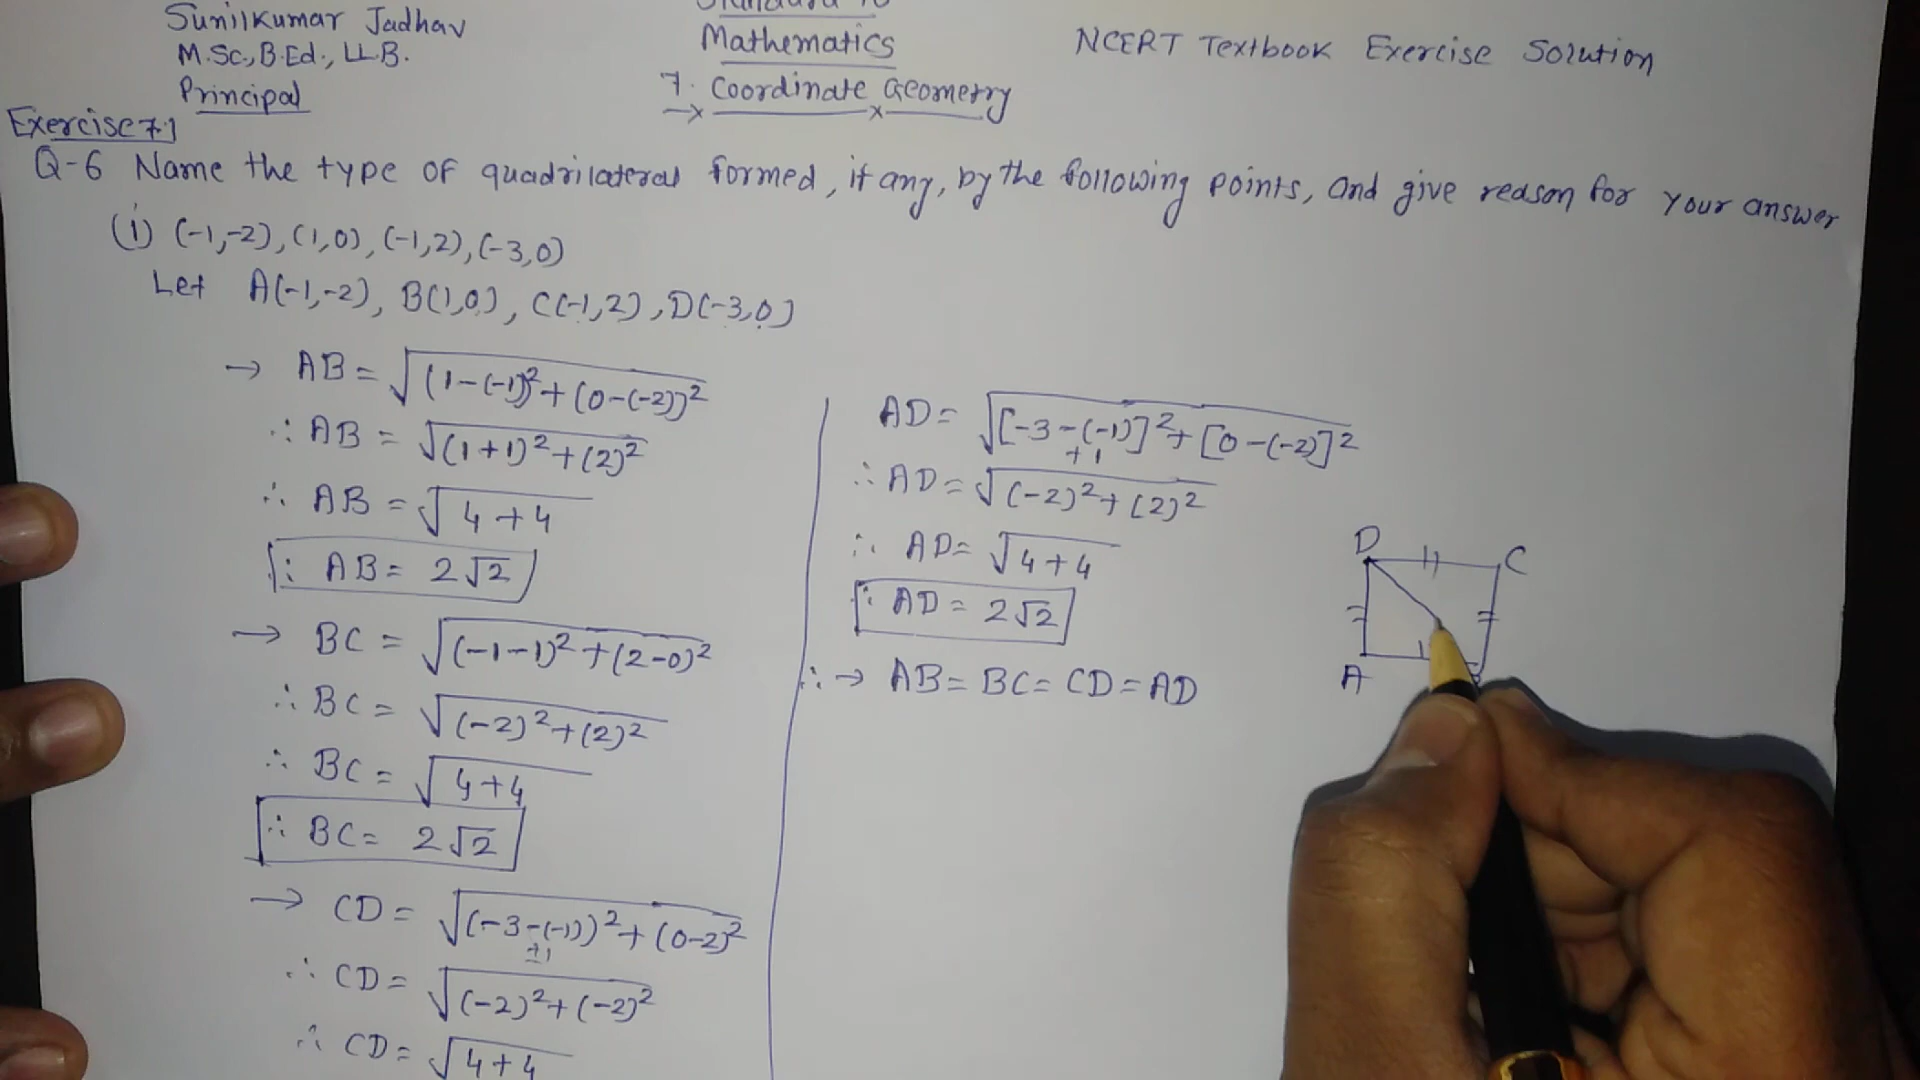 Sunilkumar Jadhav
M.Sc., B.Ed., LL.B.
Principal
Mathematics
7. Coordinate Geometry
NCERT Textbook Exercise Solution
Exercise 7.1
Q-6 Name the type of quadrilateral formed, if any, by the following points, and give reason for your answer
(i) (-1,-2), (1,0), (-1,2), (-3,0)
Let A(-1,-2), B(1,0), C(-1,2), D(-3,0)
→ AB = √(1-(-1))²+(0-(-2))²
∴ AB = √(1+1)²+(2)²
∴ AB = √4+4
∴ AB = 2√2
→ BC = √(-1-1)²+(2-0)²
∴ BC = √(-2)²+(2)²
∴ BC = √4+4
∴ BC = 2√2
→ CD = √(-3-(-1))²+(0-2)²
+1
∴ CD = √(-2)²+(-2)²
∴ CD = √4+4
AD = √[-3-(-1)]²+[0-(-2)]²
+1
∴ AD = √(-2)²+(2)²
∴ AD = √4+4
∴ AD = 2√2
∴ → AB = BC = CD = AD
D C
A